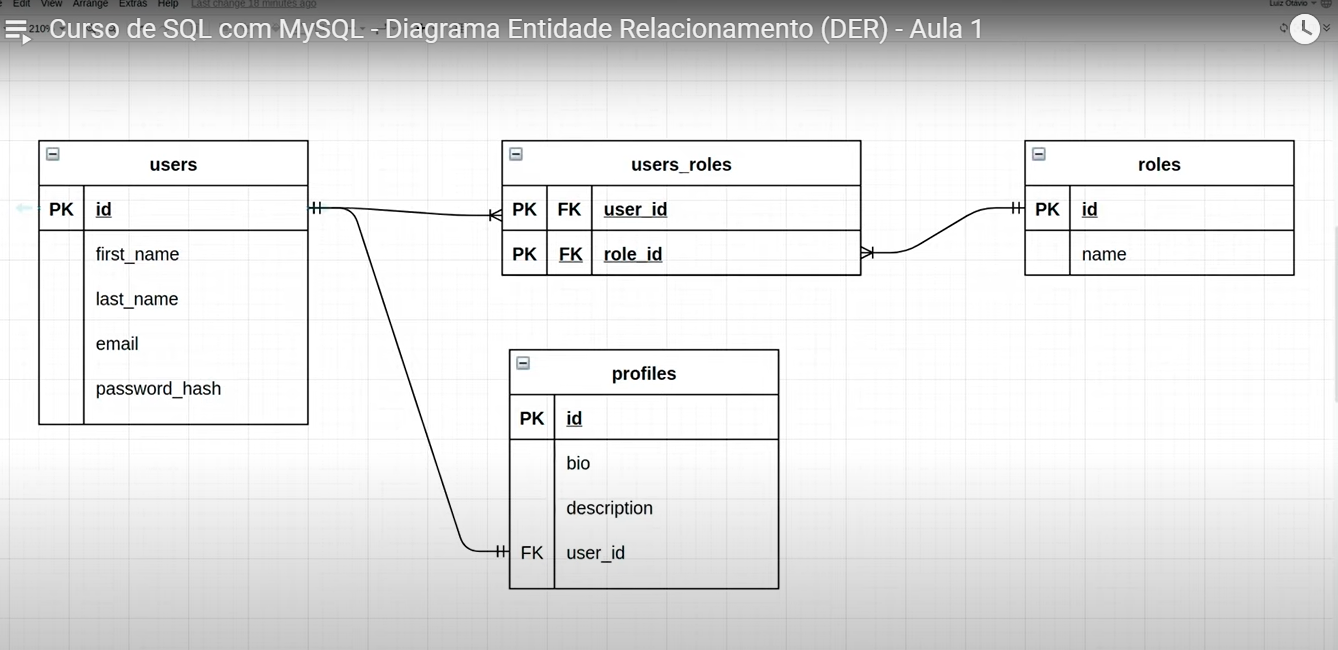 Edit View Arrange Extras Help Last change 18 minutes ago
Luiz Otávio
210%
Curso de SQL com MySQL - Diagrama Entidade Relacionamento (DER) - Aula 1
users
PK id
first_name
last_name
email
password_hash
users_roles
PK FK user_id
PK FK role_id
roles
PK id
name
profiles
PK id
bio
description
FK user_id